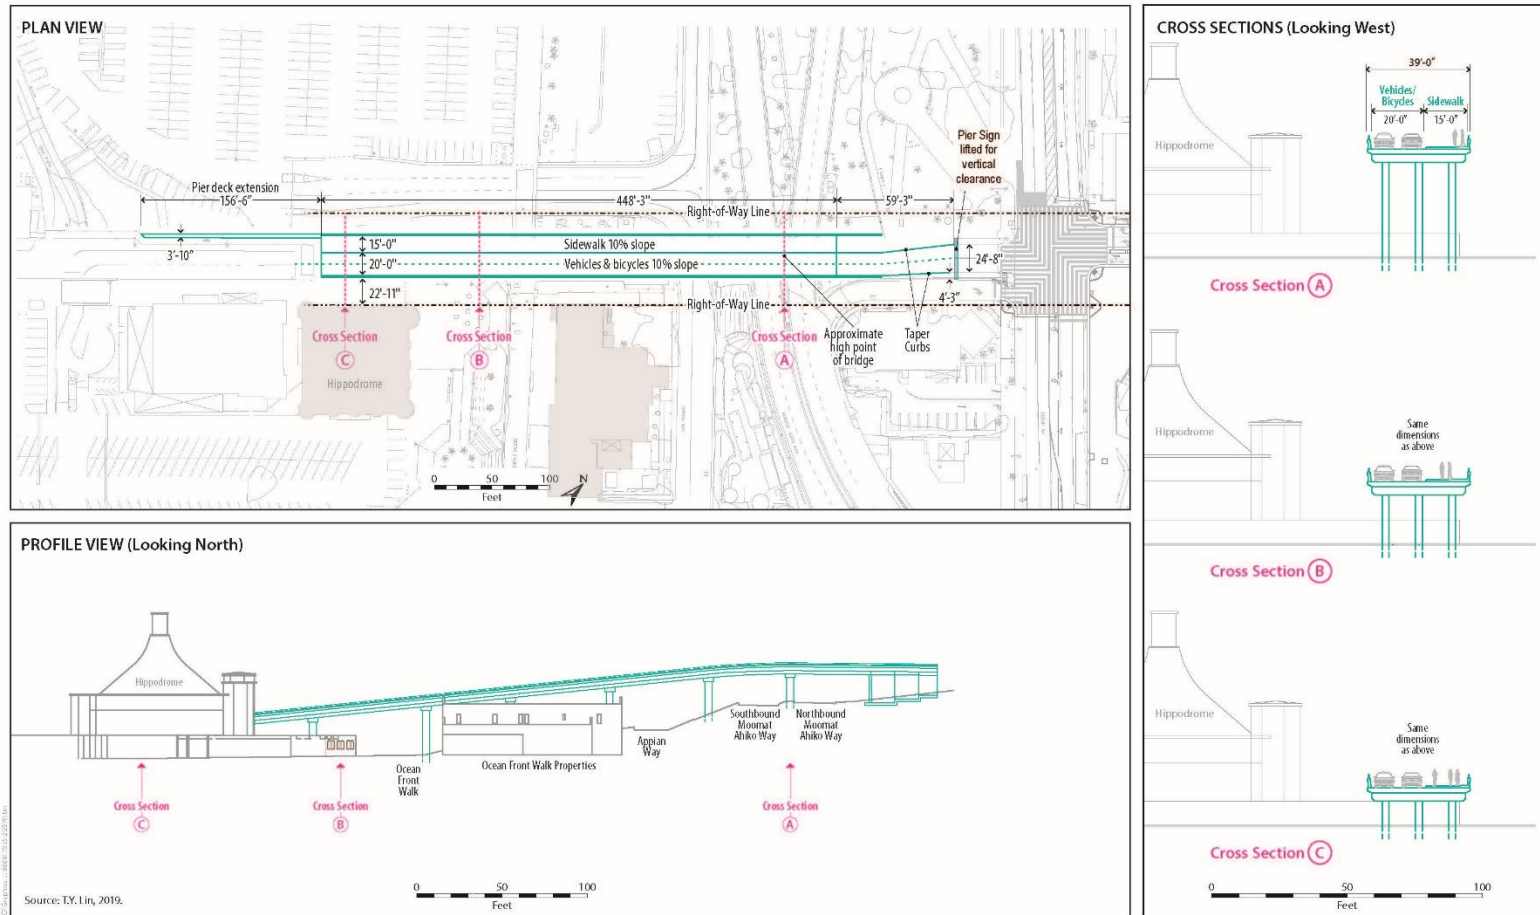 PLAN VIEW
Pier deck extension
156'-6"
448'-3"
59'-3"
Pier Sign
lifted for
vertical
clearance
Right-of-Way Line
3'-10"
15'-0"
Sidewalk 10% slope
20'-0"
Vehicles & bicycles 10% slope
24'-8"
22'-11"
4'-3"
Right-of-Way Line
Cross Section
C
Hippodrome
Cross Section
B
Cross Section
A
Approximate
high point
of bridge
Taper
Curbs
0 50 100
Feet
N
PROFILE VIEW (Looking North)
Hippodrome
Ocean
Front
Walk
Ocean Front Walk Properties
Appian
Way
Southbound
Moomat
Ahiko Way
Northbound
Moomat
Ahiko Way
Cross Section
C
Cross Section
B
Cross Section
A
0 50 100
Feet
Source: T.Y. Lin, 2019.
CROSS SECTIONS (Looking West)
39'-0"
Vehicles/
Bicycles
Sidewalk
20'-0"
15'-0"
Hippodrome
Cross Section A
Same
dimensions
as above
Hippodrome
Cross Section B
Hippodrome
Same
dimensions
as above
Cross Section C
0 50 100
Feet